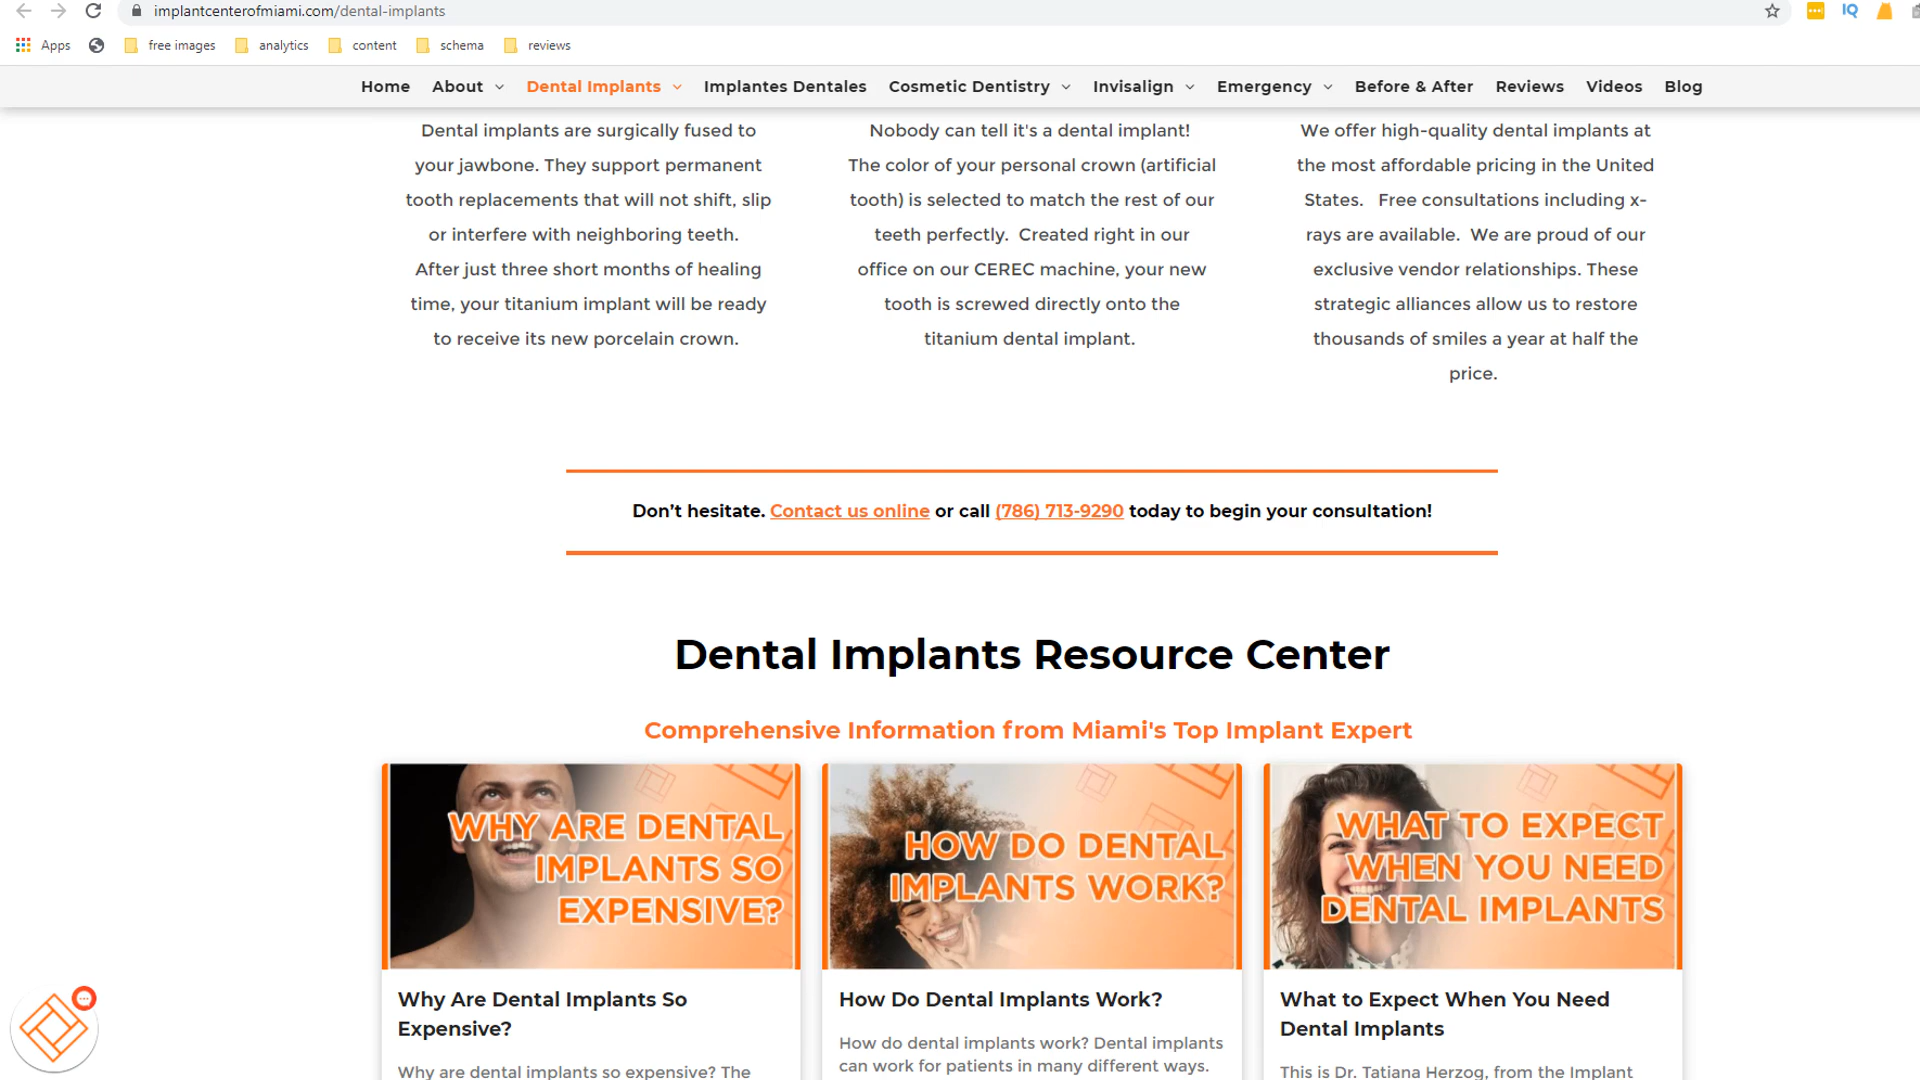 implantcenterofmiami.com/dental-implants
IQ
Apps free images analytics content schema reviews
Home About Dental Implants Implantes Dentales Cosmetic Dentistry Invisalign Emergency Before & After Reviews Videos Blog
Dental implants are surgically fused to
your jawbone. They support permanent
tooth replacements that will not shift, slip
or interfere with neighboring teeth.
After just three short months of healing
time, your titanium implant will be ready
to receive its new porcelain crown.
Nobody can tell it's a dental implant!
The color of your personal crown (artificial
tooth) is selected to match the rest of our
teeth perfectly. Created right in our
office on our CEREC machine, your new
tooth is screwed directly onto the
titanium dental implant.
We offer high-quality dental implants at
the most affordable pricing in the United
States. Free consultations including x-
rays are available. We are proud of our
exclusive vendor relationships. These
strategic alliances allow us to restore
thousands of smiles a year at half the
price.
Don't hesitate. Contact us online or call (786) 713-9290 today to begin your consultation!
Dental Implants Resource Center
Comprehensive Information from Miami's Top Implant Expert
WHY ARE DENTAL
IMPLANTS SO
EXPENSIVE?
Why Are Dental Implants So
Expensive?
Why are dental implants so expensive? The
HOW DO DENTAL
IMPLANTS WORK?
How Do Dental Implants Work?
How do dental implants work? Dental implants
can work for patients in many different ways.
WHAT TO EXPECT
WHEN YOU NEED
DENTAL IMPLANTS
What to Expect When You Need
Dental Implants
This is Dr. Tatiana Herzog, from the Implant